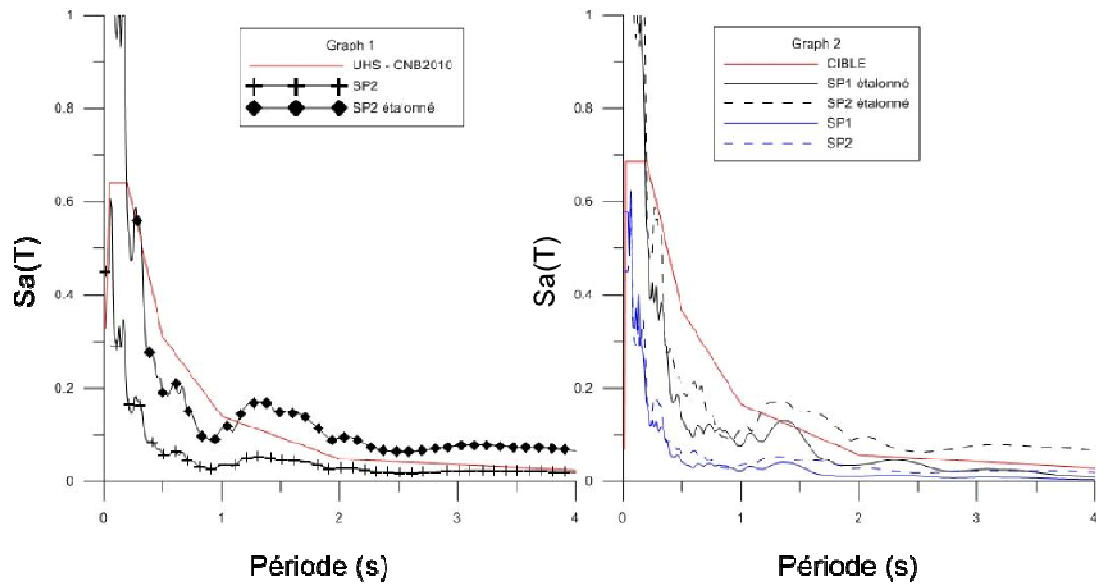 Graph 1
UHS - CNB2010
SP2
SP2 étalonné
Sa(T)
1
0.8
0.6
0.4
0.2
0
0
1
2
3
4
Période (s)
Graph 2
CIBLE
SP1 étalonné
SP2 étalonné
SP1
SP2
Sa(T)
1
0.8
0.6
0.4
0.2
0
0
1
2
3
4
Période (s)